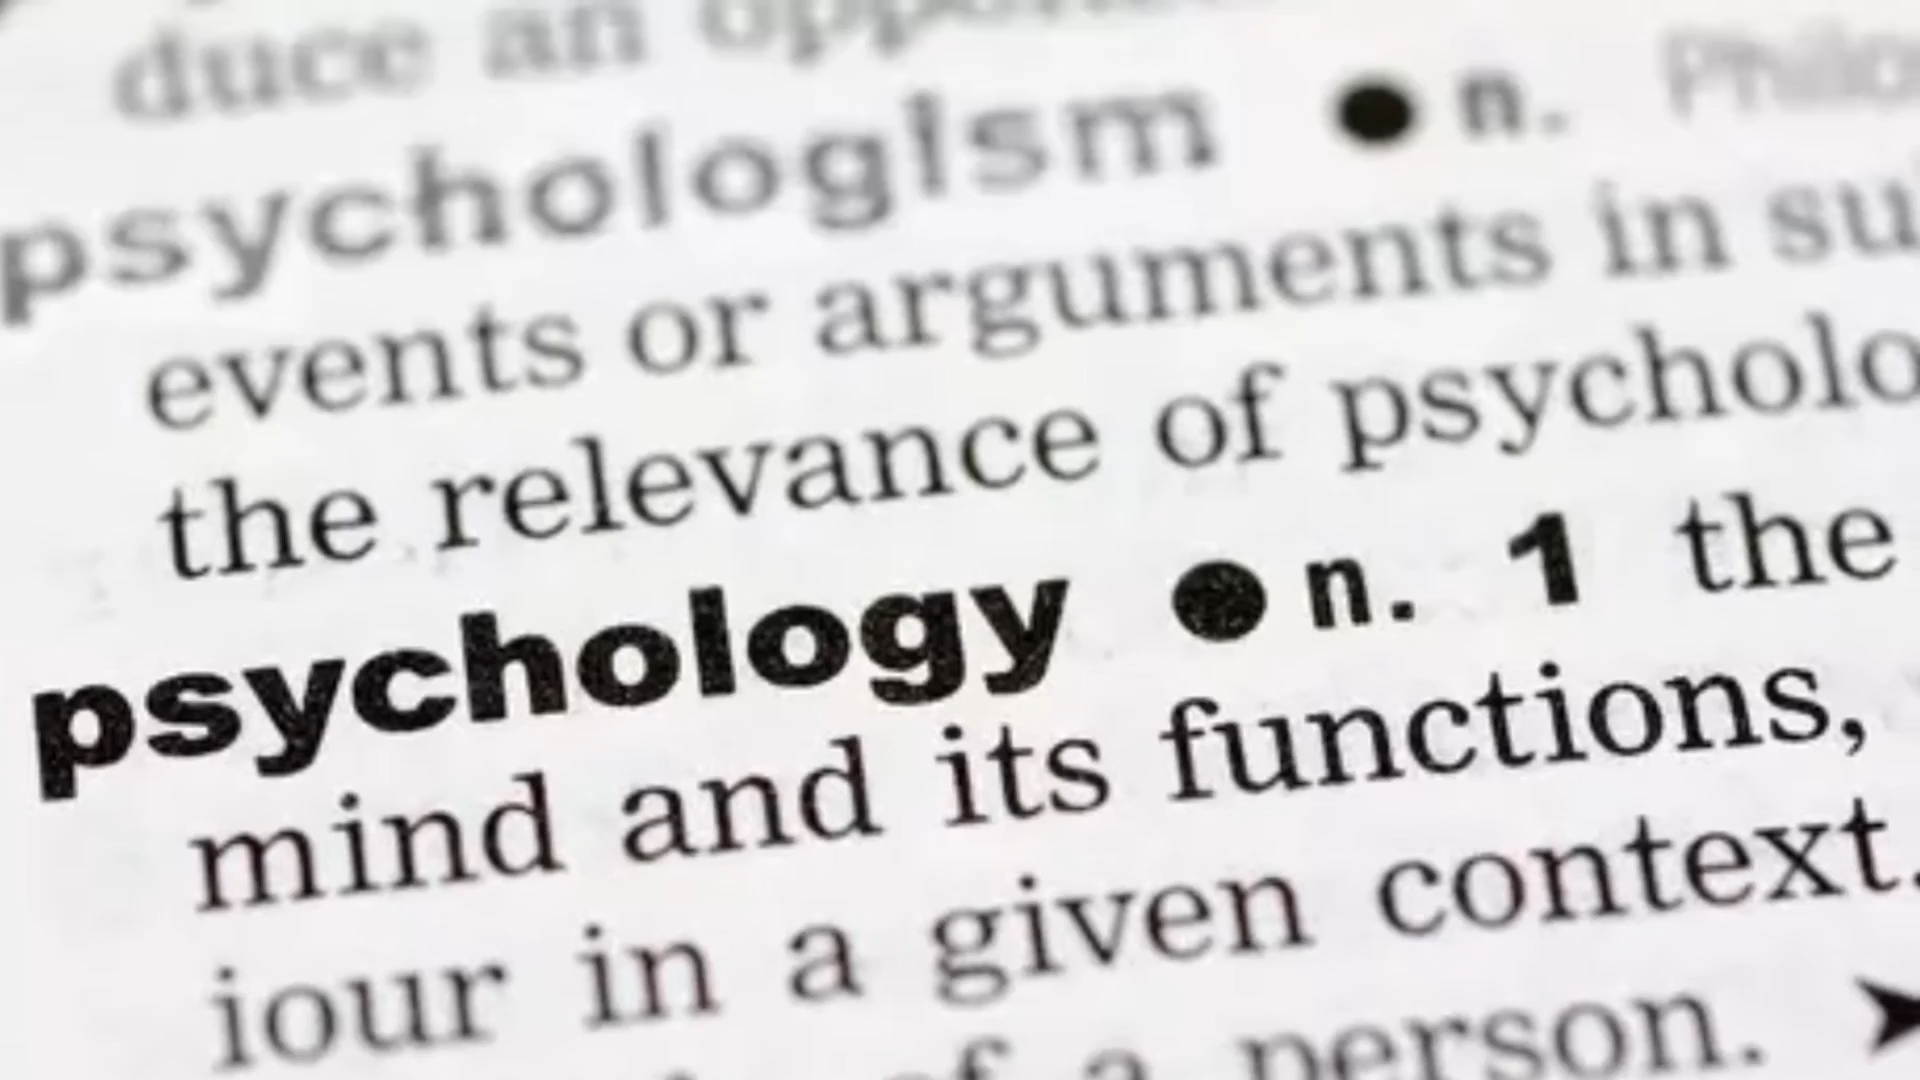 duce an
psychologism ● n.
events or arguments in su
the relevance of psycholo
psychology ● n. 1 the
mind and its functions,
iour in a given context.
of a person. ➤